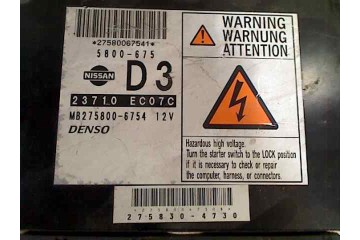 *27580067541*
5800-675
NISSAN
D3
23710 EC07C
MB275800-6754 12V
DENSO
WARNING
WARNUNG
ATTENTION
Hazardous high voltage.
Turn the starter switch to the LOCK position
if it is necessary to check or repair
the computer, harness, or connectors.
275830-4730